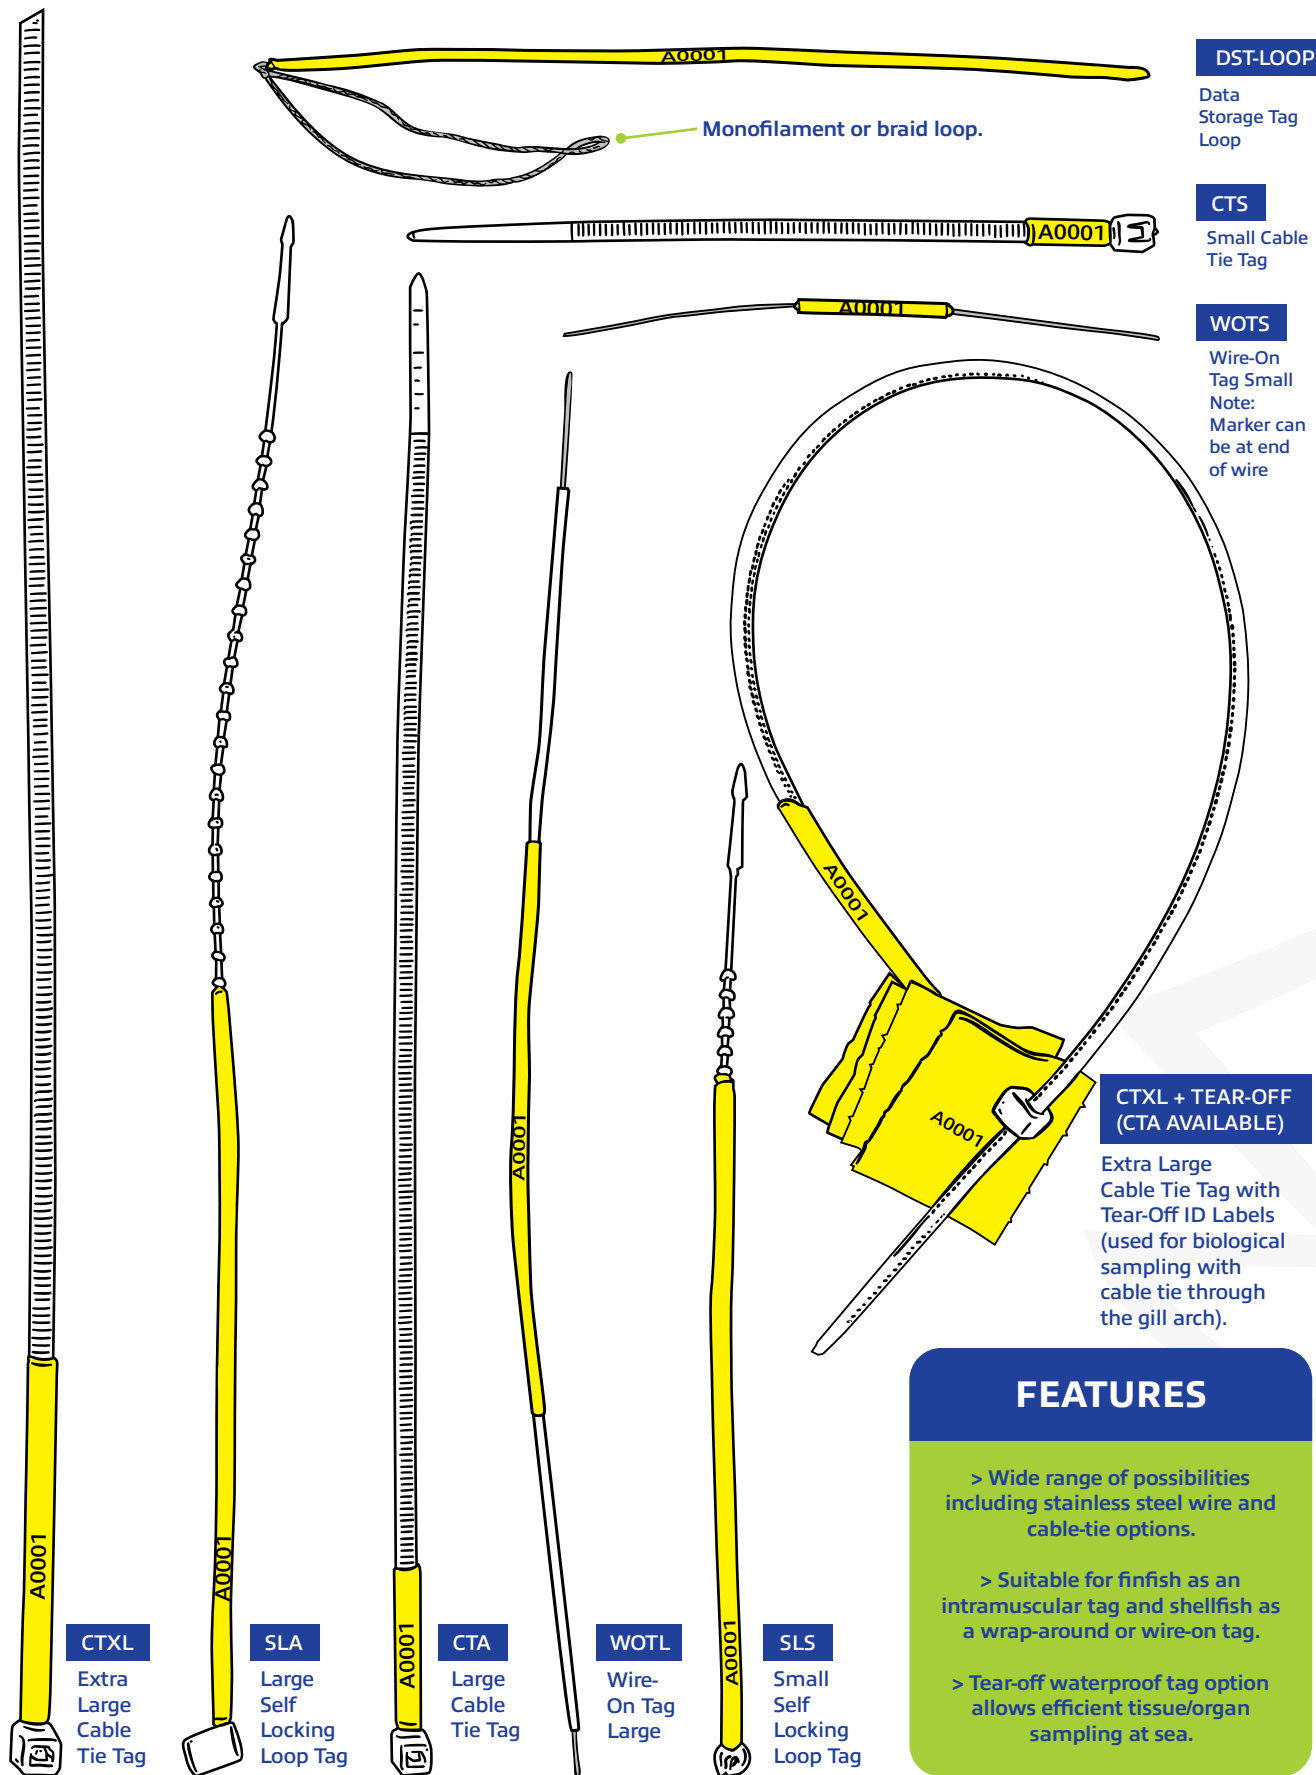 A0001
DST-LOOP
Data
Storage Tag
Loop
Monofilament or braid loop.
CTS
Small Cable
Tie Tag
A0001
A0001
WOTS
Wire-On
Tag Small
Note:
Marker can
be at end
of wire
A0001
A0001
CTXL + TEAR-OFF
(CTA AVAILABLE)
Extra Large
Cable Tie Tag with
Tear-Off ID Labels
(used for biological
sampling with
cable tie through
the gill arch).
A0001
CTXL
Extra
Large
Cable
Tie Tag
A0001
SLA
Large
Self
Locking
Loop Tag
A0001
CTA
Large
Cable
Tie Tag
A0001
WOTL
Wire-
On Tag
Large
A0001
SLS
Small
Self
Locking
Loop Tag
FEATURES
> Wide range of possibilities
including stainless steel wire and
cable-tie options.
> Suitable for finfish as an
intramuscular tag and shellfish as
a wrap-around or wire-on tag.
> Tear-off waterproof tag option
allows efficient tissue/organ
sampling at sea.